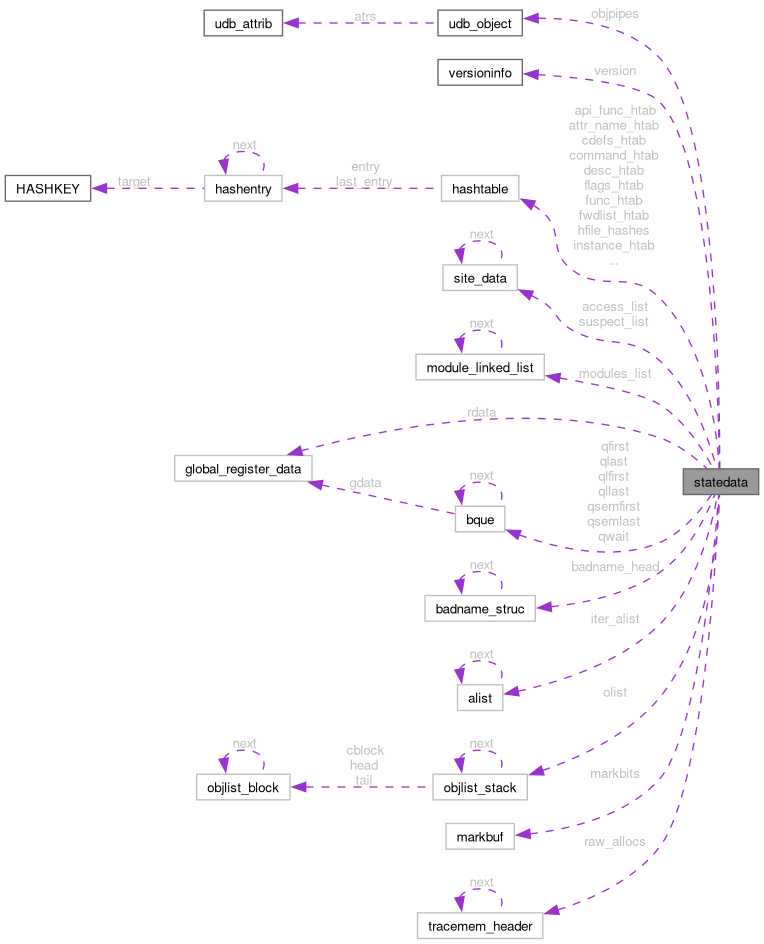 objpipes
udb_attrib
atrs
udb_object
version
versioninfo
api_func_htab
attr_name_htab
cdefs_htab
command_htab
desc_htab
flags_htab
func_htab
fwdlist_htab
hfile_hashes
instance_htab
...
next
entry
last_entry
HASHKEY
target
hashentry
hashtable
next
site_data
access_list
suspect_list
next
module_linked_list
modules_list
rdata
global_register_data
gdata
next
bque
qfirst
qlast
qlfirst
qllast
qsemfirst
qsemlast
qwait
statedata
next
badname_struc
badname_head
next
alist
iter_alist
olist
next
objlist_block
cblock
head
tail
next
objlist_stack
markbits
markbuf
raw_allocs
next
tracemem_header